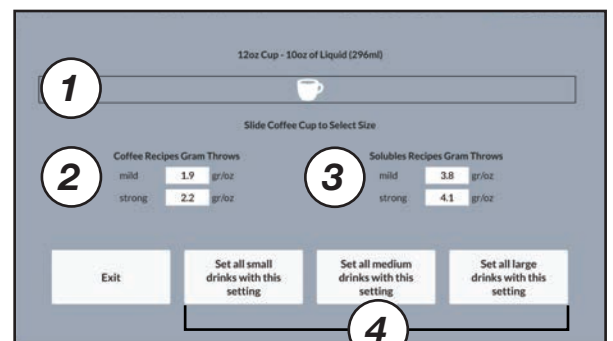 12oz Cup - 10oz of Liquid (296ml)
1
Slide Coffee Cup to Select Size
2
Coffee Recipes Gram Throws
mild 1.9 gr/oz
strong 2.2 gr/oz
3
Solubles Recipes Gram Throws
mild 3.8 gr/oz
strong 4.1 gr/oz
Exit
Set all small
drinks with this
setting
Set all medium
drinks with this
setting
Set all large
drinks with this
setting
4